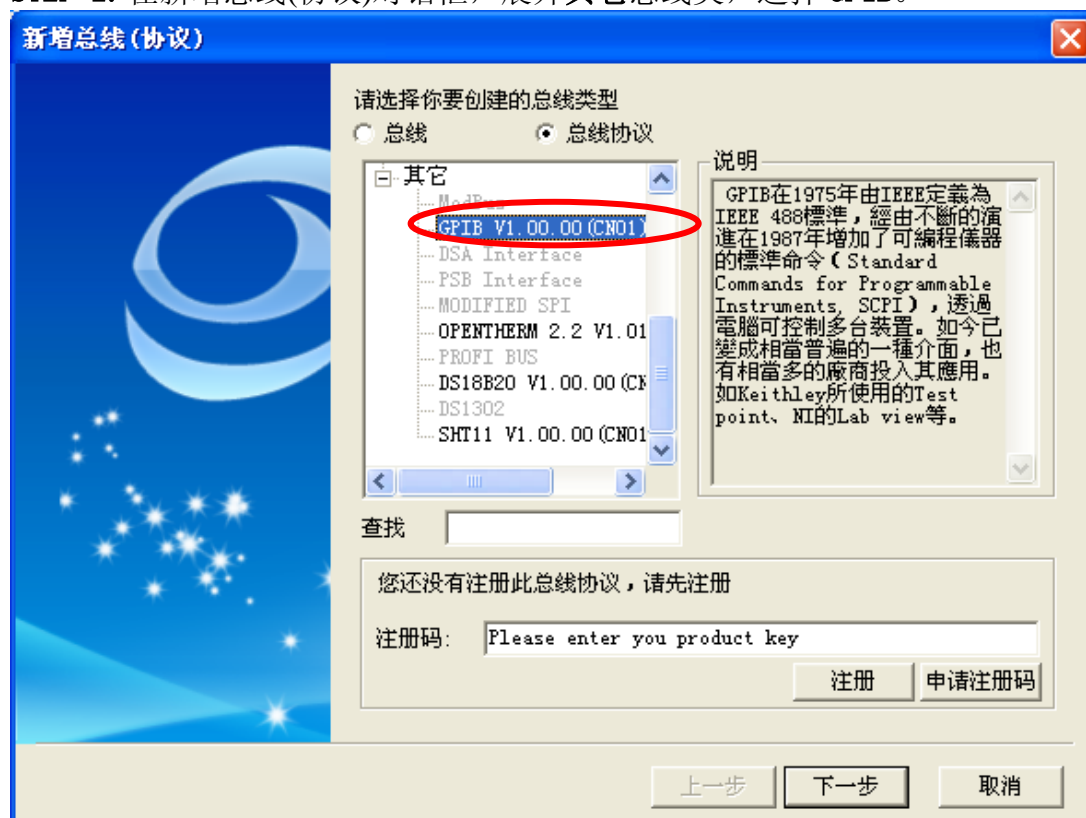 新增总线(协议)
请选择你要创建的总线类型
总线
总线协议
其它
ModBus
GPIB V1.00.00(CN01)
DSA Interface
PSB Interface
MODIFIED SPI
OPENTHERM 2.2 V1.01
PROFI BUS
DS18B20 V1.00.00(CN
DS1302
SHT11 V1.00.00(CN01
说明
GPIB在1975年由IEEE定義為
IEEE 488標準，經由不斷的演
進在1987年增加了可編程儀器
的標準命令(Standard
Commands for Programmable
Instruments, SCPI)，透過
電腦可控制多台裝置。如今已
變成相當普遍的一種介面，也
有相當多的廠商投入其應用。
如Keithley所使用的Test
point、NI的Lab view等。
查找
您还没有注册此总线协议，请先注册
注册码:
Please enter you product key
注册
申请注册码
上一步
下一步
取消